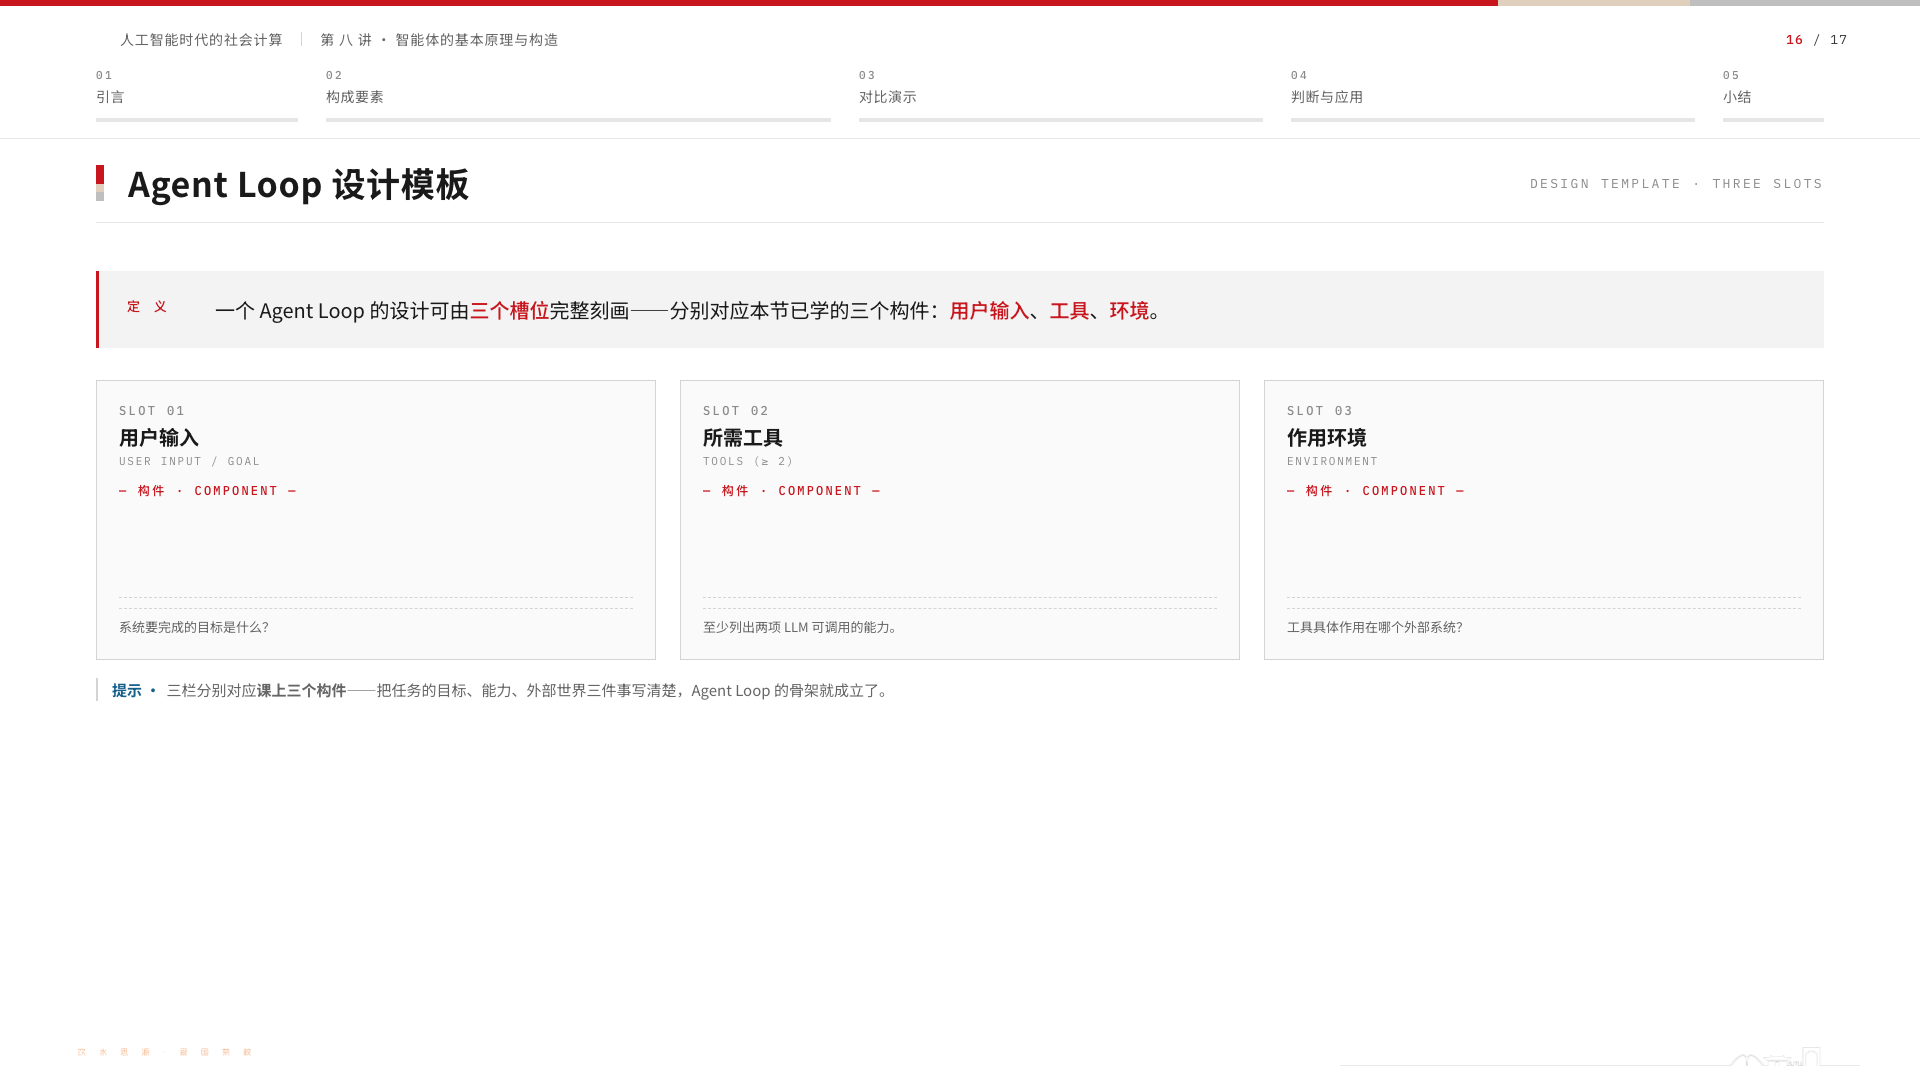 人工智能时代的社会计算 第 八 讲 · 智能体的基本原理与构造 16 / 17
01 02 03 04 05
引言 构成要素 对比演示 判断与应用 小结
Agent Loop 设计模板 DESIGN TEMPLATE · THREE SLOTS
定 义 一个 Agent Loop 的设计可由三个槽位完整刻画——分别对应本节已学的三个构件：用户输入、工具、环境。
SLOT 01
用户输入
USER INPUT / GOAL
— 构件 · COMPONENT —
系统要完成的目标是什么？
SLOT 02
所需工具
TOOLS (≥ 2)
— 构件 · COMPONENT —
至少列出两项 LLM 可调用的能力。
SLOT 03
作用环境
ENVIRONMENT
— 构件 · COMPONENT —
工具具体作用在哪个外部系统？
提示 · 三栏分别对应课上三个构件——把任务的目标、能力、外部世界三件事写清楚，Agent Loop 的骨架就成立了。
饮 水 思 源 · 爱 国 荣 校